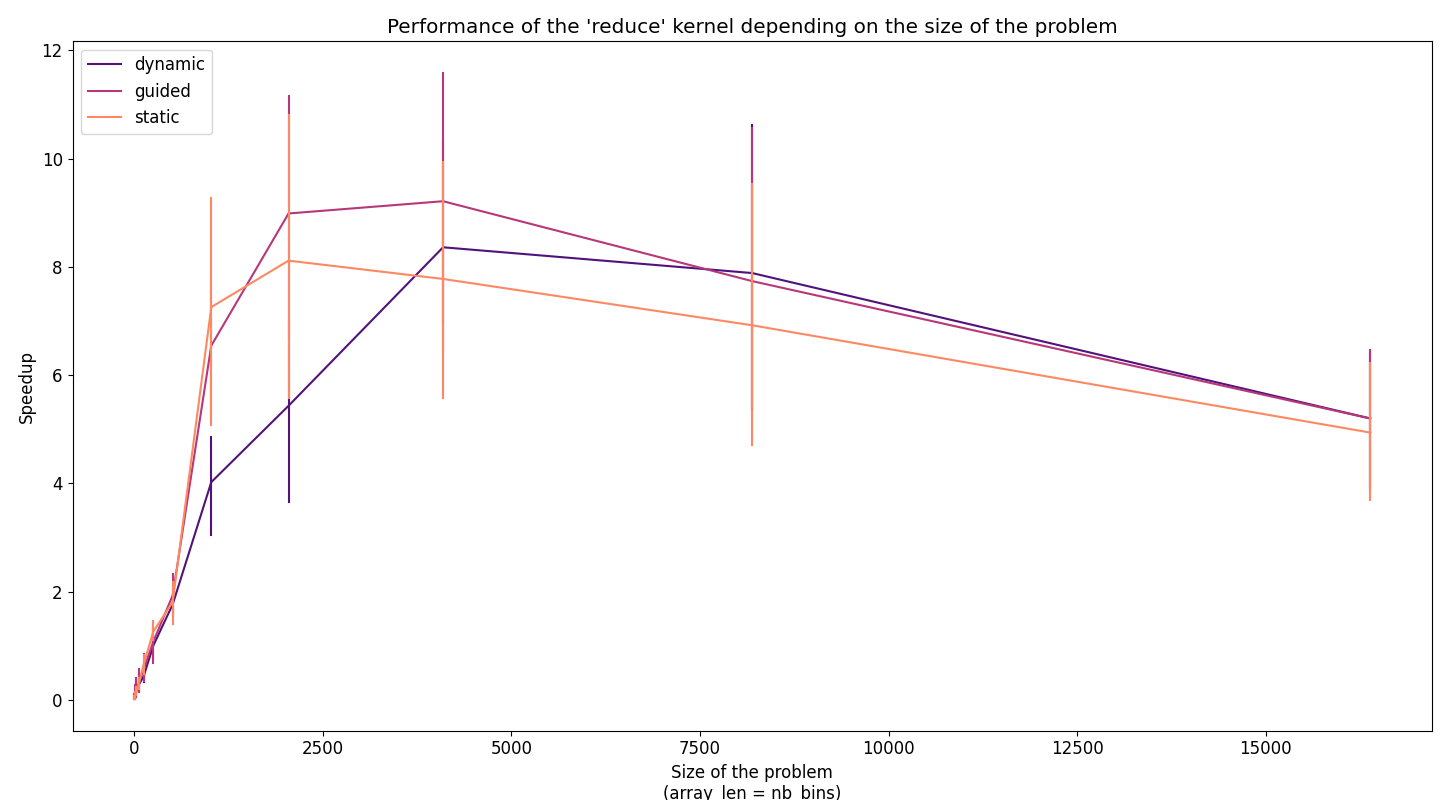 Performance of the 'reduce' kernel depending on the size of the problem
dynamic
guided
static
12
10
8
6
4
2
0
Speedup
0 2500 5000 7500 10000 12500 15000
Size of the problem
(array_len = nb_bins)